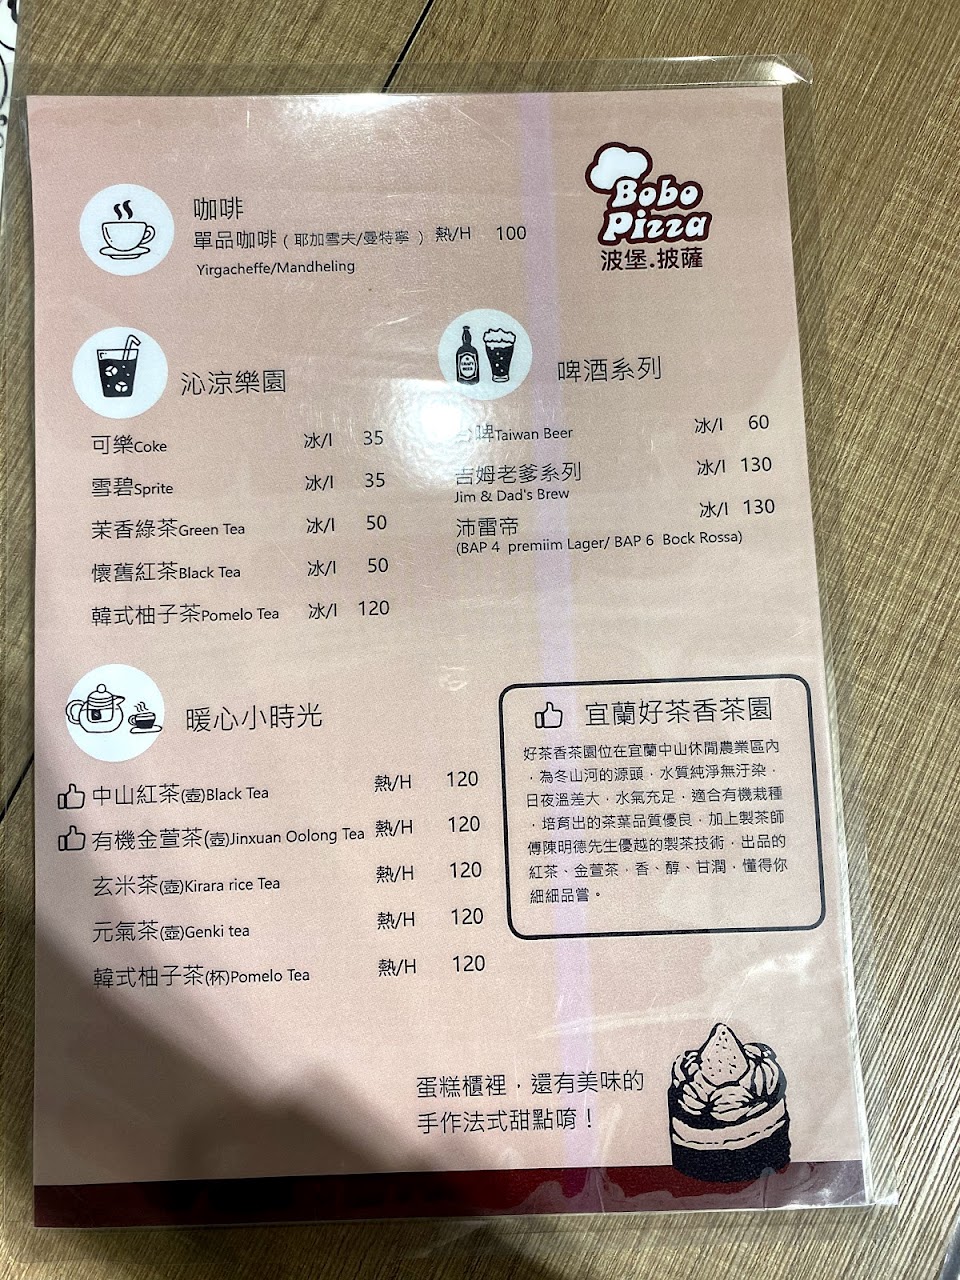 Bobo
Pizza
波堡.披薩
咖啡
單品咖啡（耶加雪夫/曼特寧） 熱/H 100
Yirgacheffe/Mandheling
沁涼樂園
可樂Coke 冰/I 35
雪碧Sprite 冰/I 35
茉香綠茶Green Tea 冰/I 50
懷舊紅茶Black Tea 冰/I 50
韓式柚子茶Pomelo Tea 冰/I 120
啤酒系列
台啤Taiwan Beer 冰/I 60
吉姆老爹系列 冰/I 130
Jim & Dad's Brew
沛雷帝 冰/I 130
(BAP 4 premiim Lager/ BAP 6 Bock Rossa)
暖心小時光
中山紅茶(壺)Black Tea 熱/H 120
有機金萱茶(壺)Jinxuan Oolong Tea 熱/H 120
玄米茶(壺)Kirara rice Tea 熱/H 120
元氣茶(壺)Genki tea 熱/H 120
韓式柚子茶(杯)Pomelo Tea 熱/H 120
宜蘭好茶香茶園
好茶香茶園位在宜蘭中山休閒農業區內
，為冬山河的源頭，水質純淨無汙染，
日夜溫差大，水氣充足，適合有機栽種
，培育出的茶葉品質優良，加上製茶師
傅陳明德先生優越的製茶技術，出品的
紅茶、金萱茶，香、醇、甘潤，懂得你
細細品嘗。
蛋糕櫃裡，還有美味的
手作法式甜點唷！